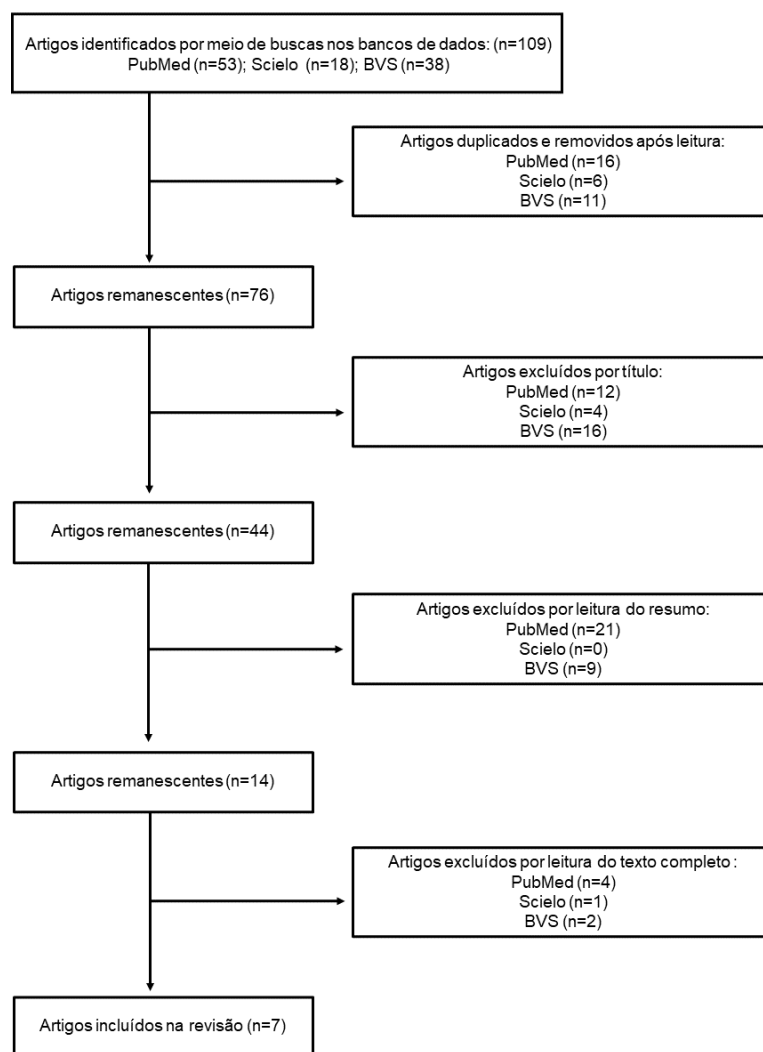 Artigos identificados por meio de buscas nos bancos de dados: (n=109)
PubMed (n=53); Scielo (n=18); BVS (n=38)
Artigos duplicados e removidos após leitura:
PubMed (n=16)
Scielo (n=6)
BVS (n=11)
Artigos remanescentes (n=76)
Artigos excluídos por título:
PubMed (n=12)
Scielo (n=4)
BVS (n=16)
Artigos remanescentes (n=44)
Artigos excluídos por leitura do resumo:
PubMed (n=21)
Scielo (n=0)
BVS (n=9)
Artigos remanescentes (n=14)
Artigos excluídos por leitura do texto completo :
PubMed (n=4)
Scielo (n=1)
BVS (n=2)
Artigos incluídos na revisão (n=7)